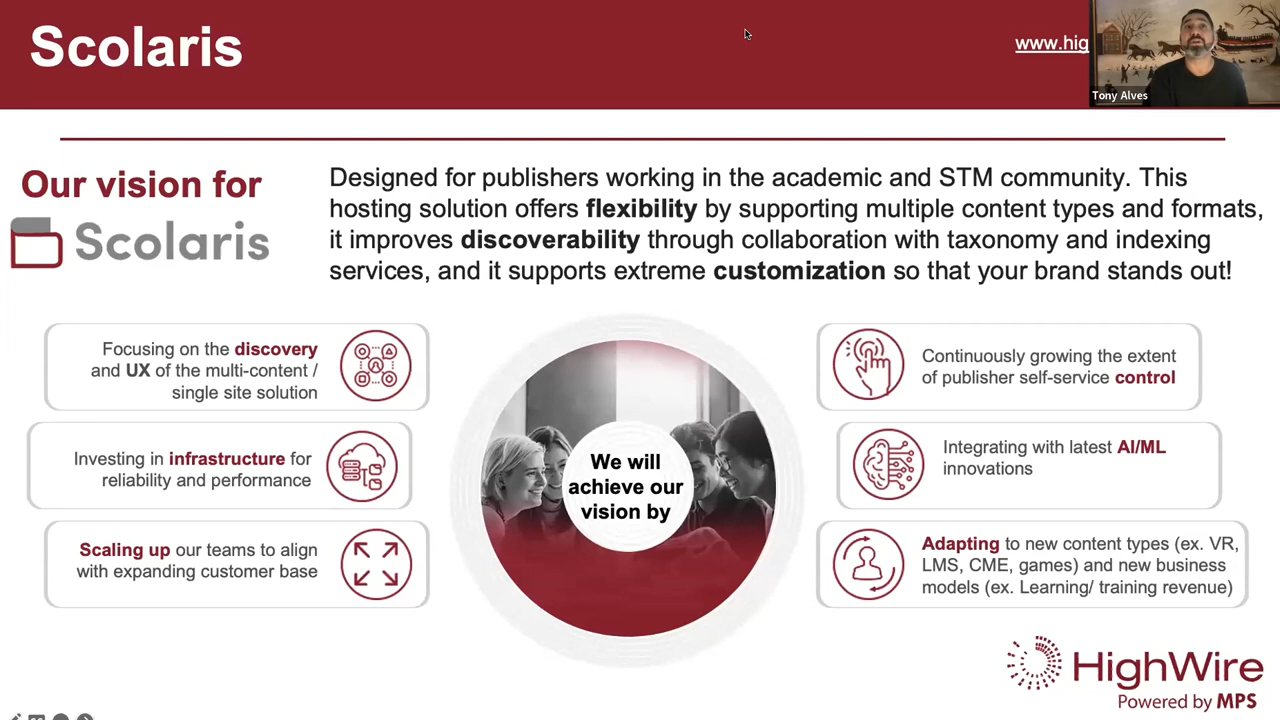 Scolaris
www.hig
Tony Alves
Our vision for
Scolaris
Designed for publishers working in the academic and STM community. This
hosting solution offers flexibility by supporting multiple content types and formats,
it improves discoverability through collaboration with taxonomy and indexing
services, and it supports extreme customization so that your brand stands out!
Focusing on the discovery
and UX of the multi-content /
single site solution
Investing in infrastructure for
reliability and performance
Scaling up our teams to align
with expanding customer base
We will
achieve our
vision by
Continuously growing the extent
of publisher self-service control
Integrating with latest AI/ML
innovations
Adapting to new content types (ex. VR,
LMS, CME, games) and new business
models (ex. Learning/ training revenue)
HighWire
Powered by MPS